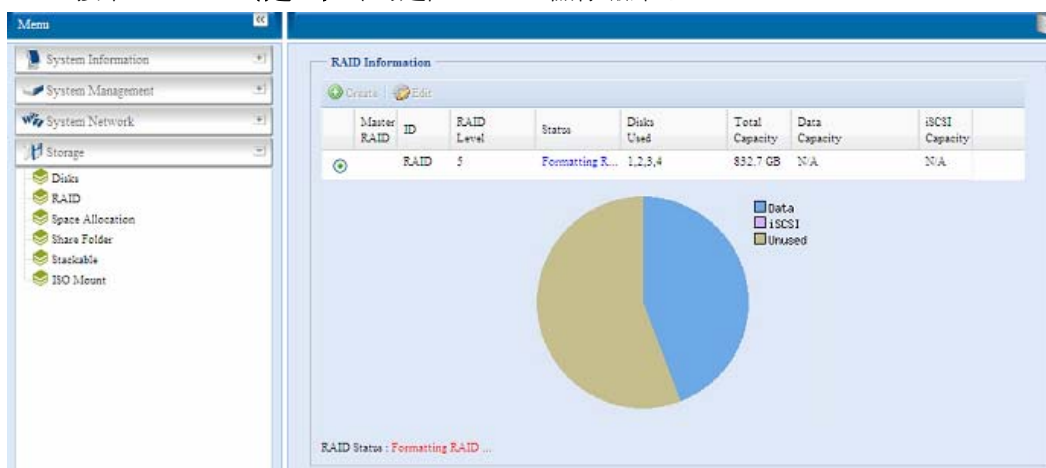 Menu
System Information
System Management
System Network
Storage
Disks
RAID
Space Allocation
Share Folder
Stackable
ISO Mount
RAID Information
Create Edit
Master RAID ID RAID Level Status Disks Used Total Capacity Data Capacity iSCSI Capacity
RAID 5 Formatting R... 1,2,3,4 832.7 GB N/A N/A
Data
iSCSI
Unused
RAID Status : Formatting RAID ...